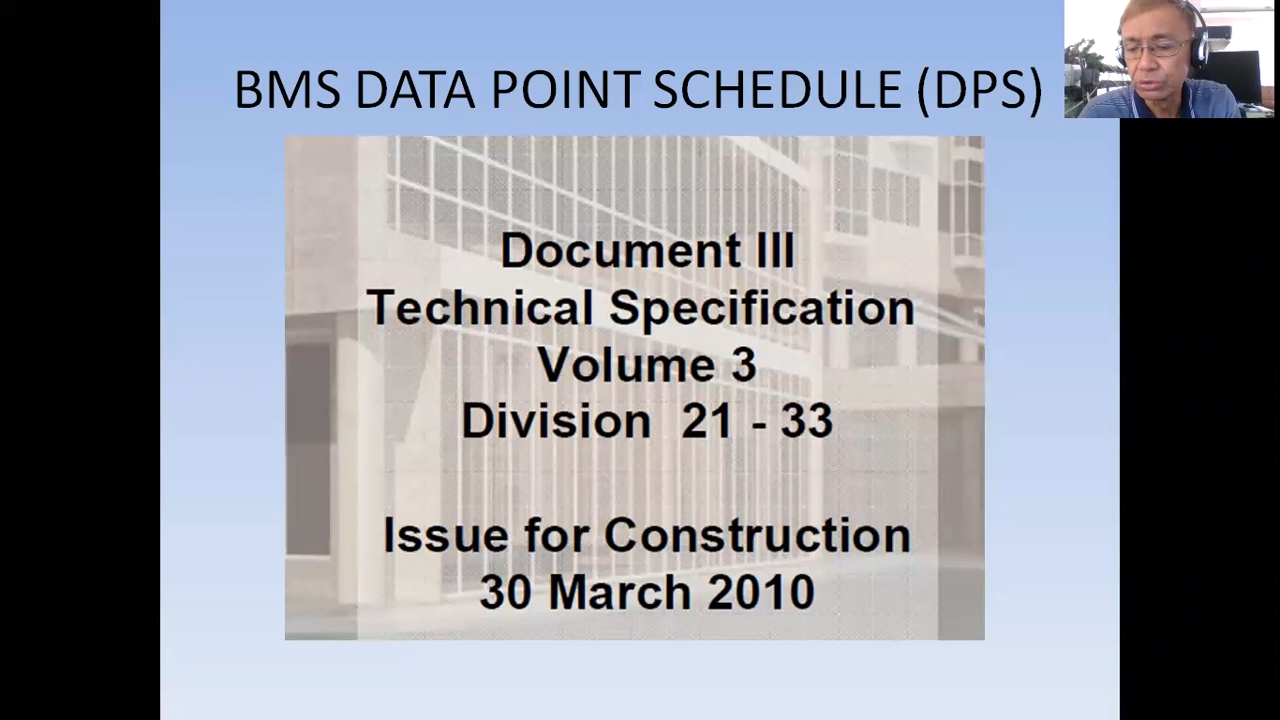 BMS DATA POINT SCHEDULE (DPS)
Document III
Technical Specification
Volume 3
Division 21 - 33
Issue for Construction
30 March 2010